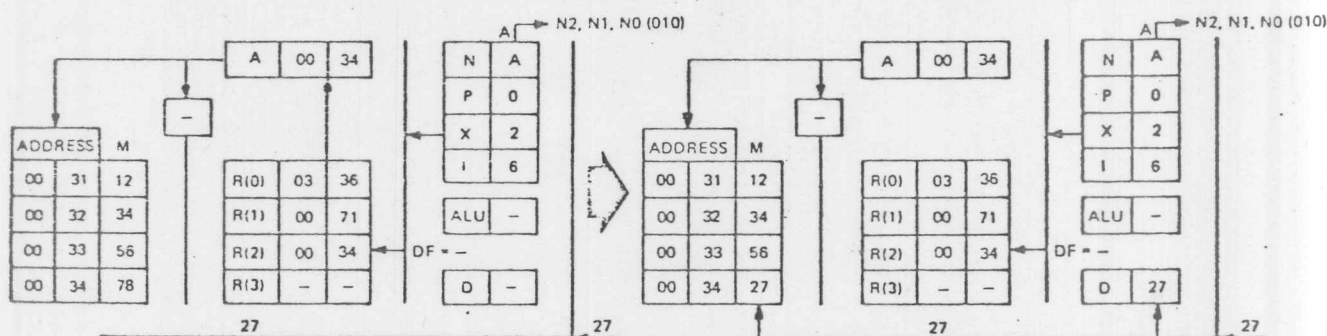 A → N2, N1, N0 (010)
A 00 34
N A
P 0
X 2
I 6
–
ADDRESS M
00 31 12
00 32 34
00 33 56
00 34 78
R(0) 03 36
R(1) 00 71
R(2) 00 34
R(3) – –
ALU –
DF = –
D –
27
27
A → N2, N1, N0 (010)
A 00 34
N A
P 0
X 2
I 6
–
ADDRESS M
00 31 12
00 32 34
00 33 56
00 34 27
R(0) 03 36
R(1) 00 71
R(2) 00 34
R(3) – –
ALU –
DF = –
D 27
27
27